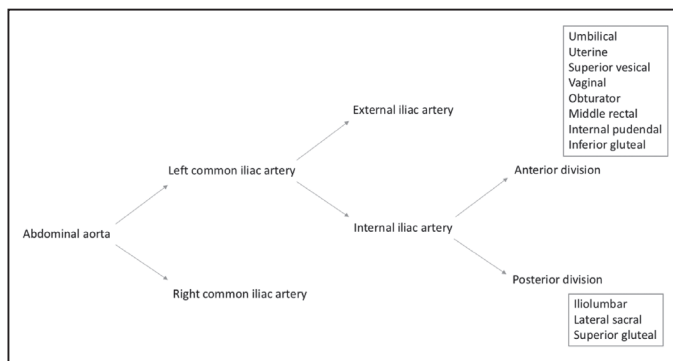 Umbilical
Uterine
Superior vesical
Vaginal
Obturator
Middle rectal
Internal pudendal
Inferior gluteal
External iliac artery
Left common iliac artery
Anterior division
Abdominal aorta
Internal iliac artery
Right common iliac artery
Posterior division
Iliolumbar
Lateral sacral
Superior gluteal